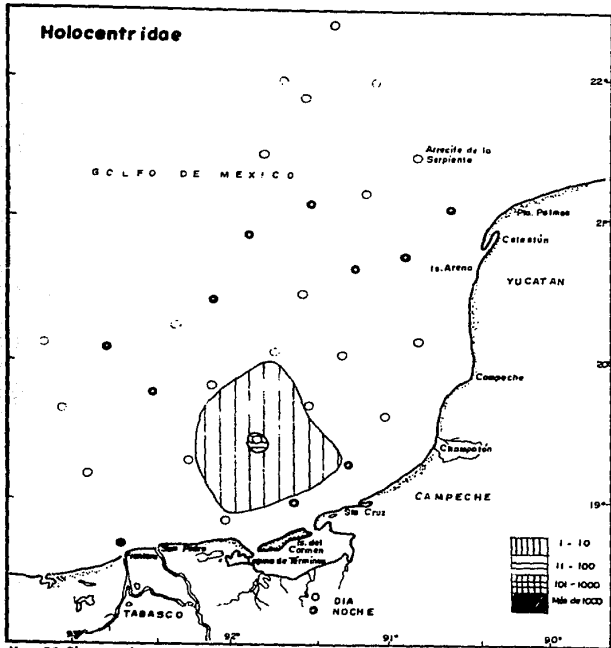 Holocentridae
22°
Arrecife de la
Serpiente
GOLFO DE MEXICO
Pta. Palmas
21°
Celestún
Is. Arena
YUCATAN
20°
Campeche
Champotón
CAMPECHE
19°
Sta Cruz
San Pedro
Is. del
Carmen
Laguna de Términos
TABASCO
DIA
NOCHE
1 - 10
11 - 100
101 - 1000
Más de 1000
92°
91°
90°